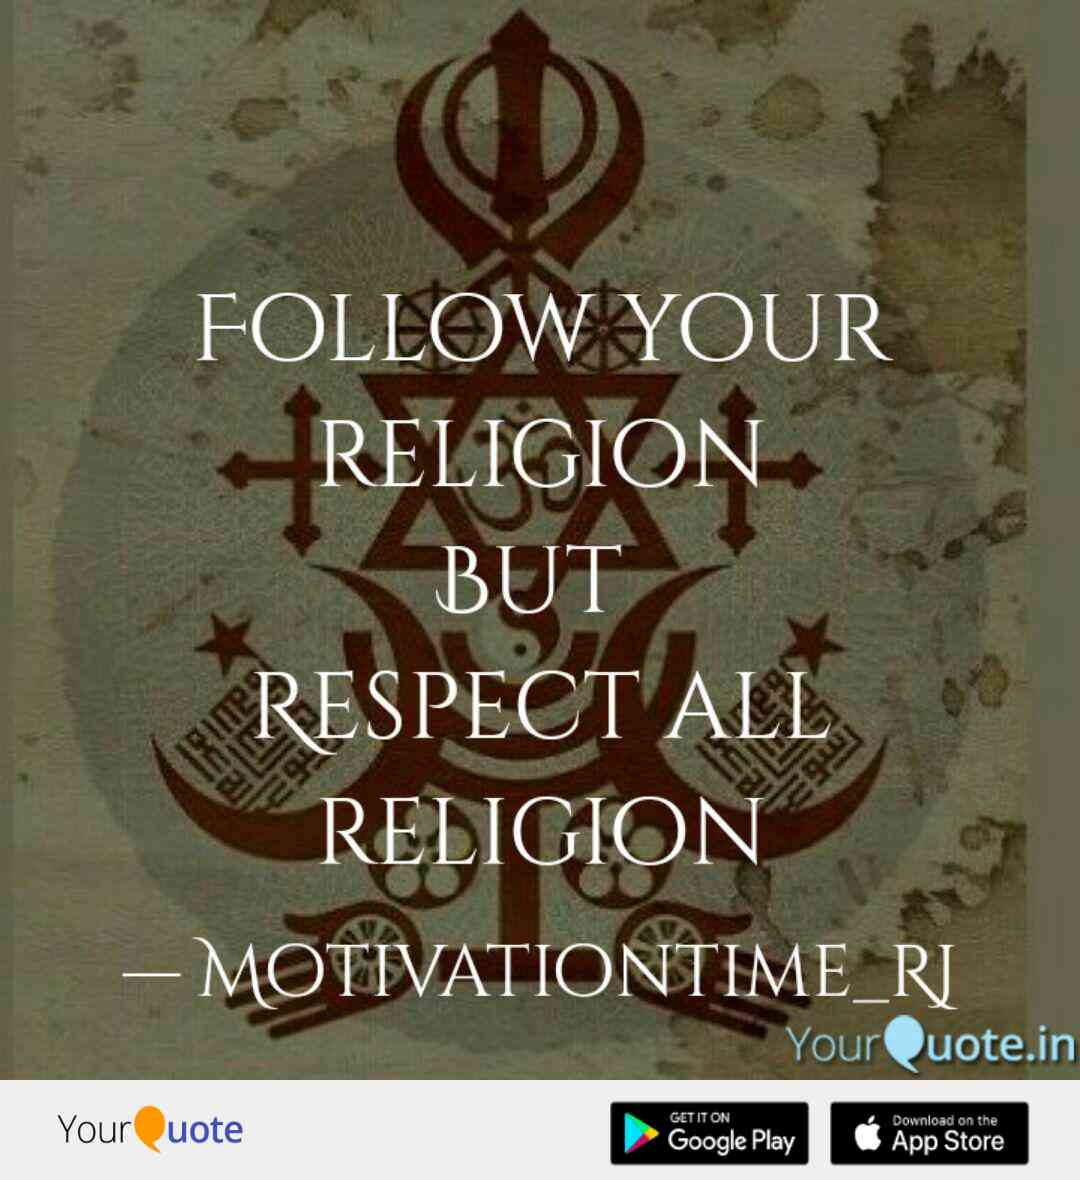 Follow your
religion
But
Respect all
religion
— Motivationtime_RJ
YourQuote.in
YourQuote
GET IT ON
Google Play
Download on the
App Store